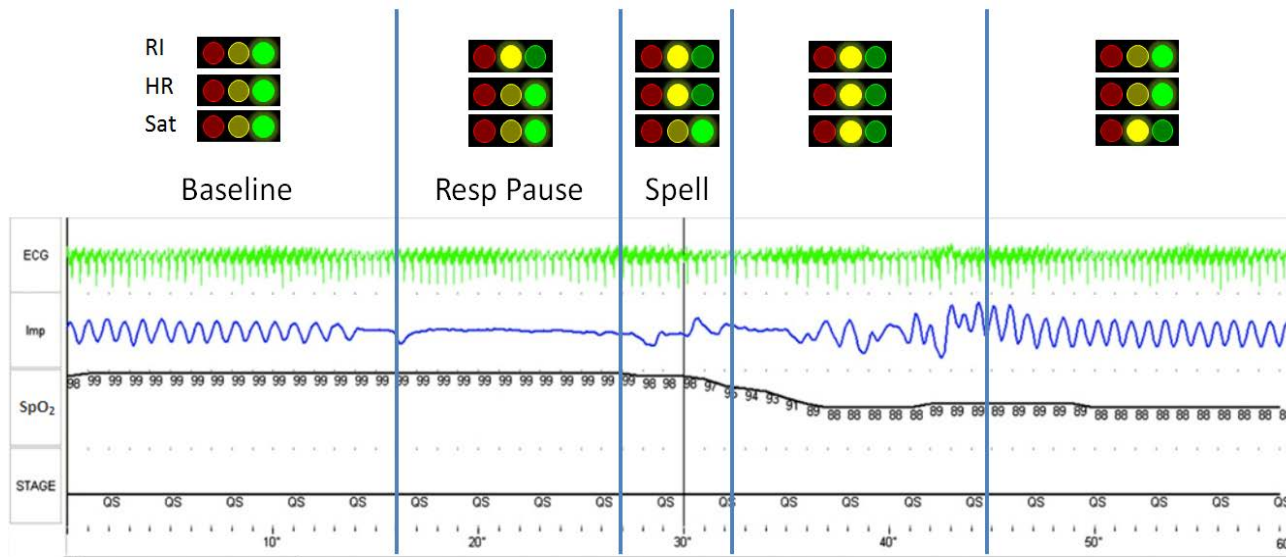 RI
HR
Sat
Baseline
Resp Pause
Spell
ECG
Imp
SpO₂
98 99 99 99 99 99 99 99 99 99 99 99 99 99 99 99 99 99 99 99 99 99 99 99 99 99 99 99 98 98 98 97 95 94 93 91 89 88 88 88 88 88 89 89 89 89 89 89 89 89 88 88 88 88 88 88 88 88 88
STAGE
QS QS QS QS QS QS QS QS QS QS QS QS QS QS QS QS QS QS QS
10" 20" 30" 40" 50"